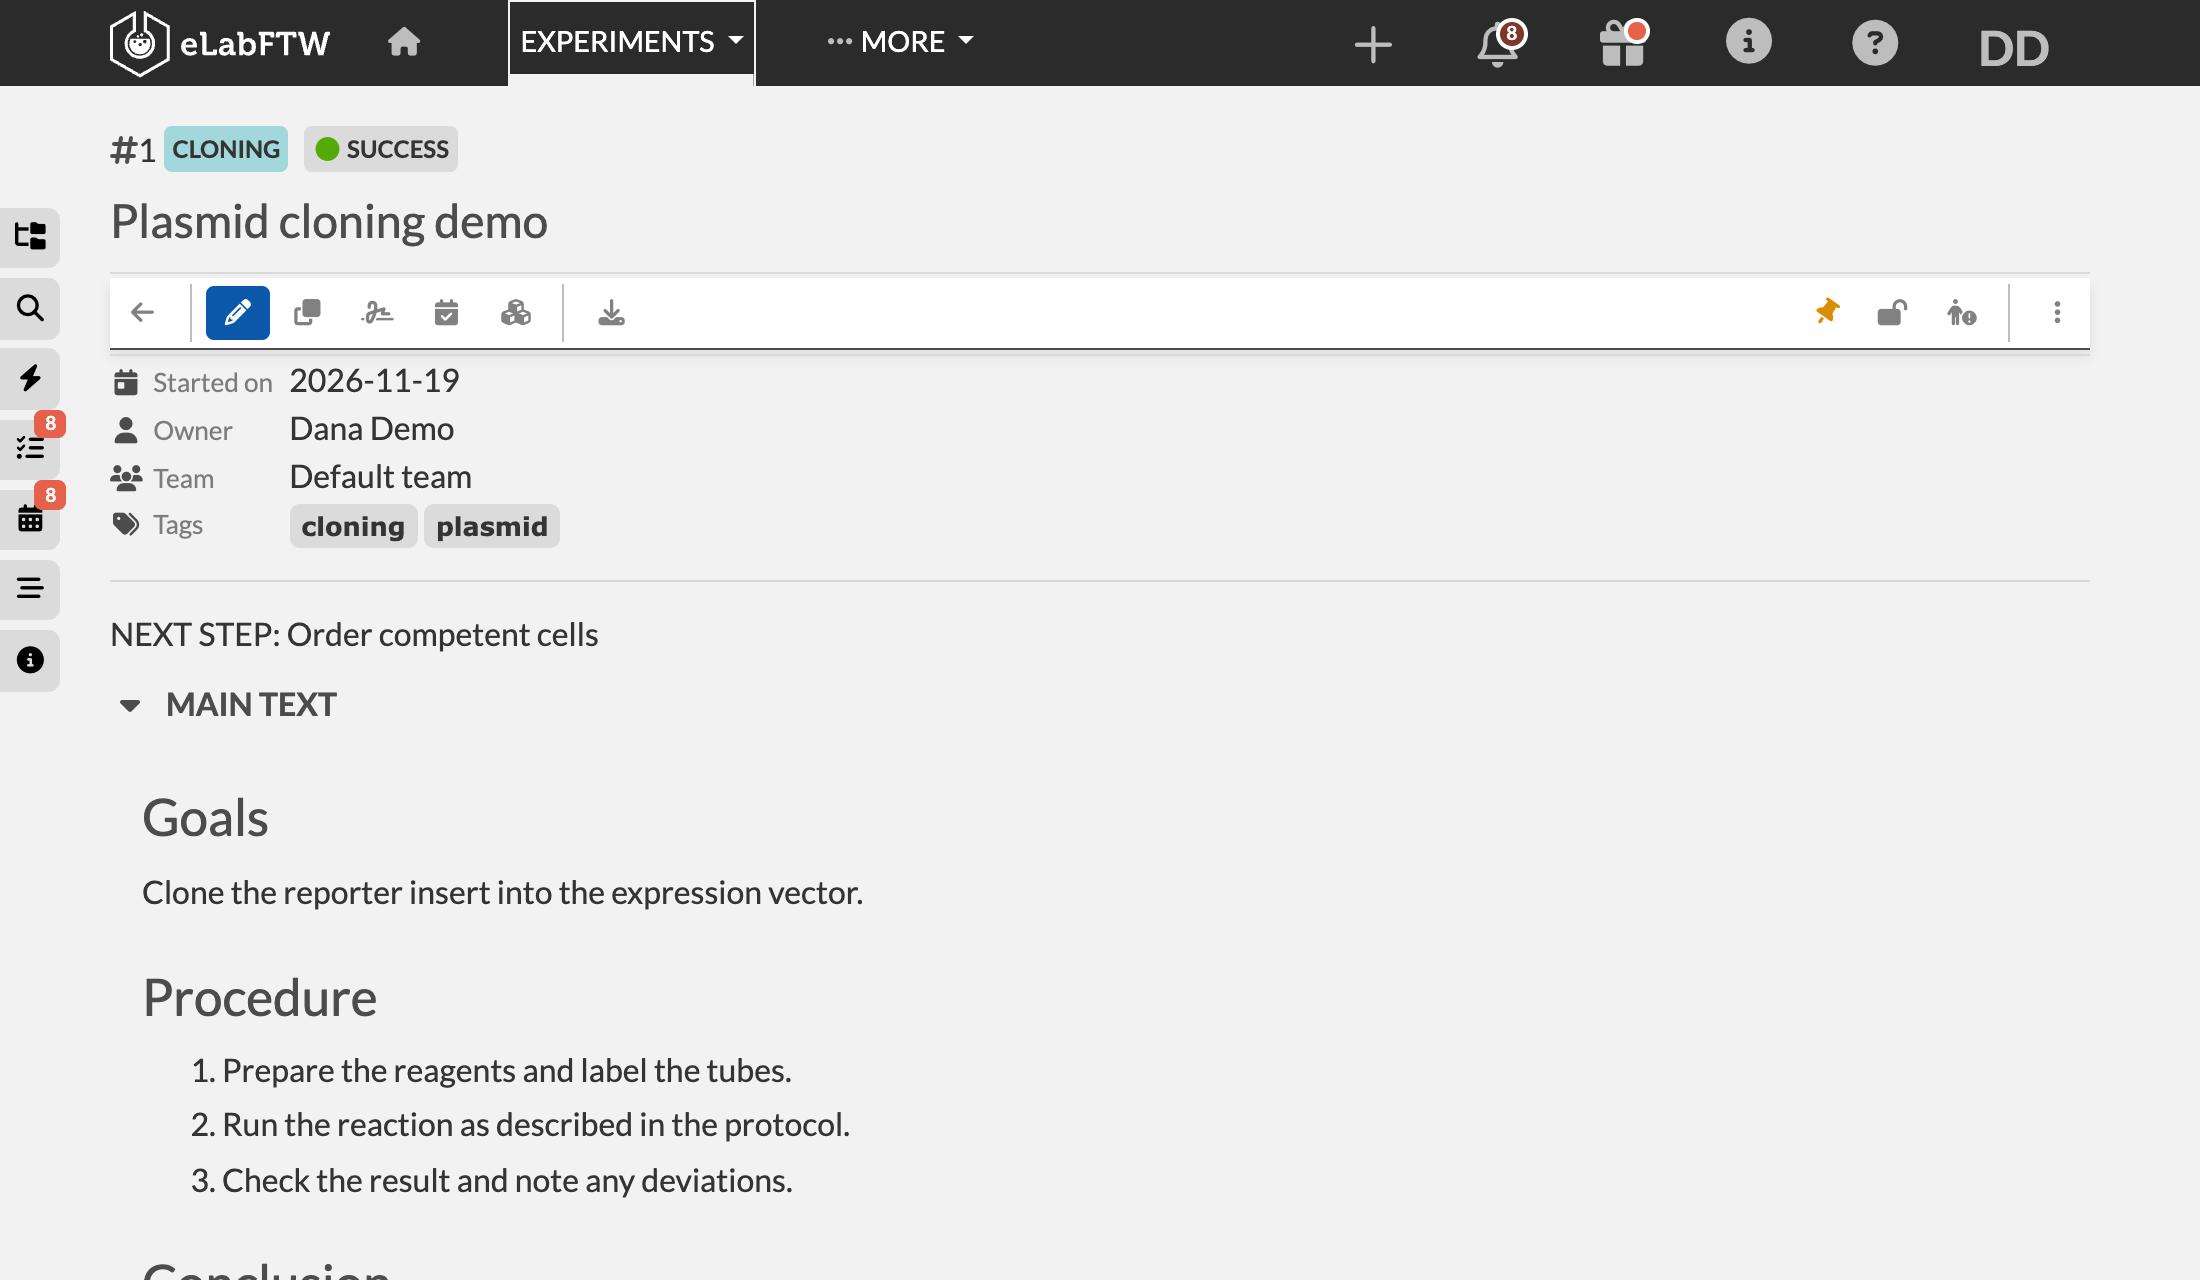 eLabFTW
EXPERIMENTS
MORE
8
DD
#1 CLONING SUCCESS
Plasmid cloning demo
Started on 2026-11-19
Owner Dana Demo
8
Team Default team
8
Tags cloning plasmid
NEXT STEP: Order competent cells
MAIN TEXT
Goals
Clone the reporter insert into the expression vector.
Procedure
1. Prepare the reagents and label the tubes.
2. Run the reaction as described in the protocol.
3. Check the result and note any deviations.
Conclusion